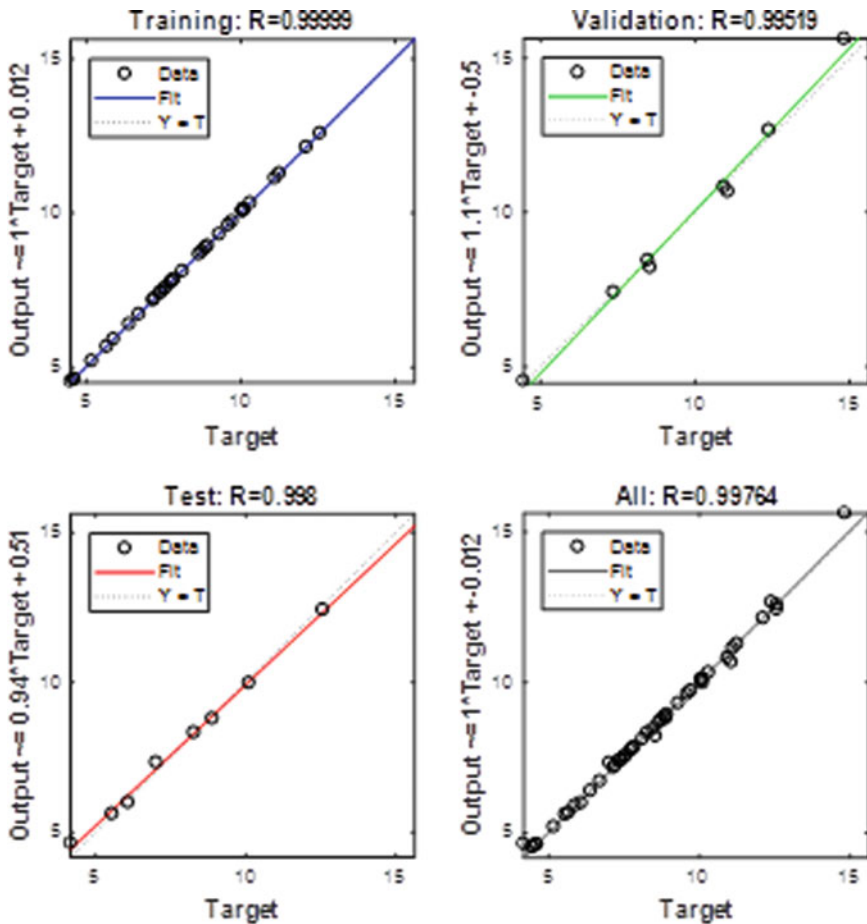 Training: R=0.99999
Output ~= 1*Target + 0.012
15
10
5
Data
Fit
Y = T
5
10
15
Target
Validation: R=0.99519
Output ~= 1.1*Target + -0.5
15
10
5
Data
Fit
Y = T
5
10
15
Target
Test: R=0.998
Output ~= 0.94*Target + 0.51
15
10
5
Data
Fit
Y = T
5
10
15
Target
All: R=0.99764
Output ~= 1*Target + -0.012
15
10
5
Data
Fit
Y = T
5
10
15
Target